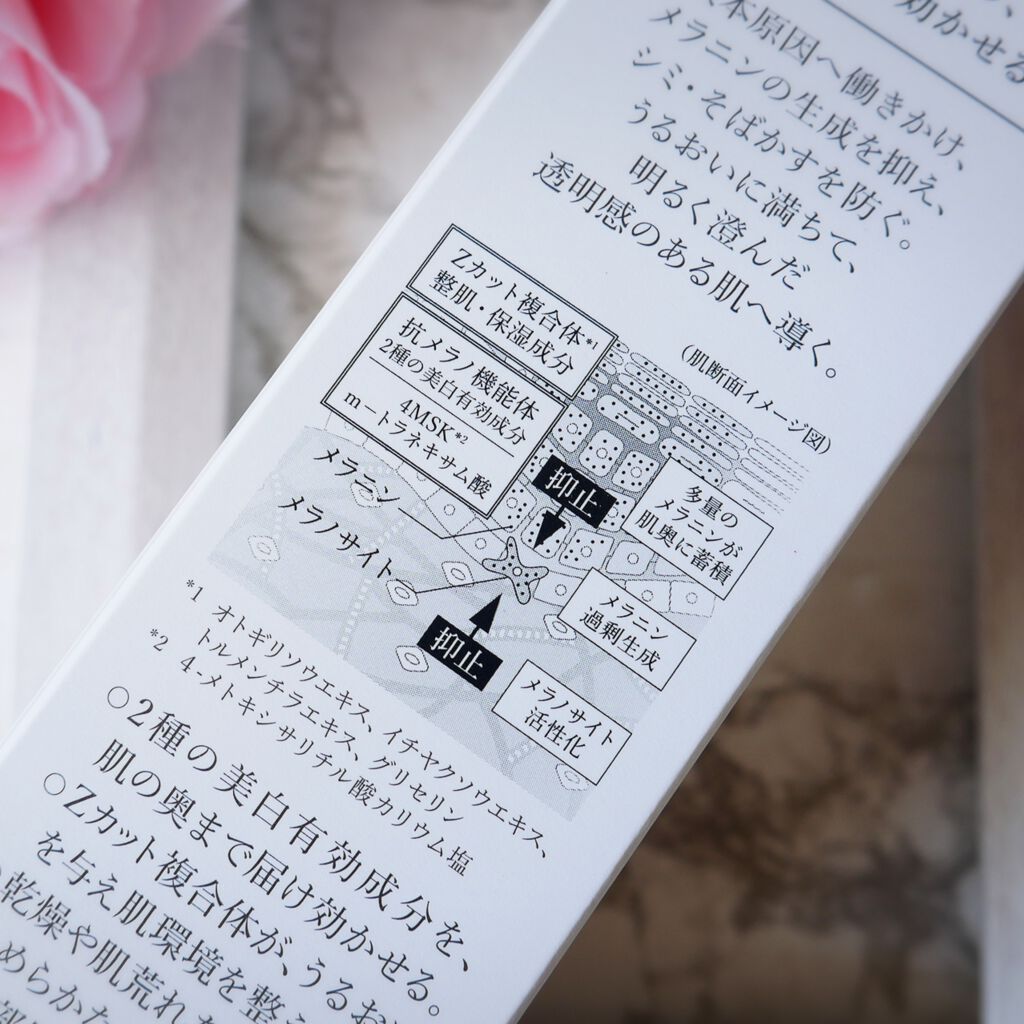 効かせる
本原因へ働きかけ、
メラニンの生成を抑え、
シミ・そばかすを防ぐ。
うるおいに満ちて、
明るく澄んだ
透明感のある肌へ導く。
(肌断面イメージ図)
Zカット複合体*1
整肌・保湿成分
抗メラノ機能体
2種の美白有効成分
4MSK*2
m－トラネキサム酸
メラニン
メラノサイト
抑止
多量の
メラニンが
肌奥に蓄積
メラニン
過剰生成
抑止
メラノサイト
活性化
*1 オトギリソウエキス、イチヤクソウエキス、
トルメンチラエキス、グリセリン
*2 4-メトキシサリチル酸カリウム塩
○2種の美白有効成分を、
肌の奥まで届け効かせる。
○Zカット複合体が、うるお
を与え肌環境を整
乾燥や肌荒れ
めらかな